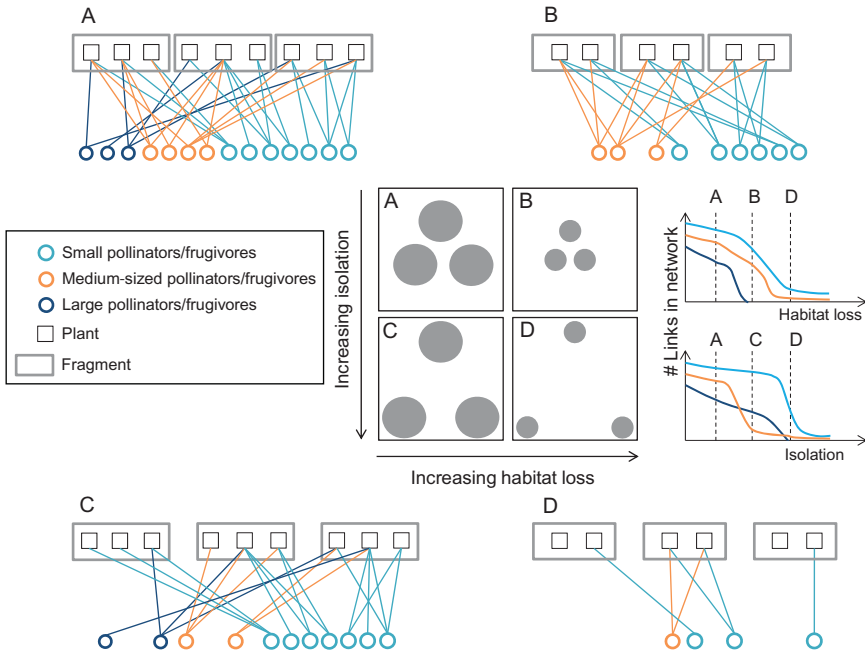 A
B
Small pollinators/frugivores
Medium-sized pollinators/frugivores
Large pollinators/frugivores
Plant
Fragment
Increasing isolation
A
B
C
D
Increasing habitat loss
# Links in network
A B D
Habitat loss
A C D
Isolation
C
D